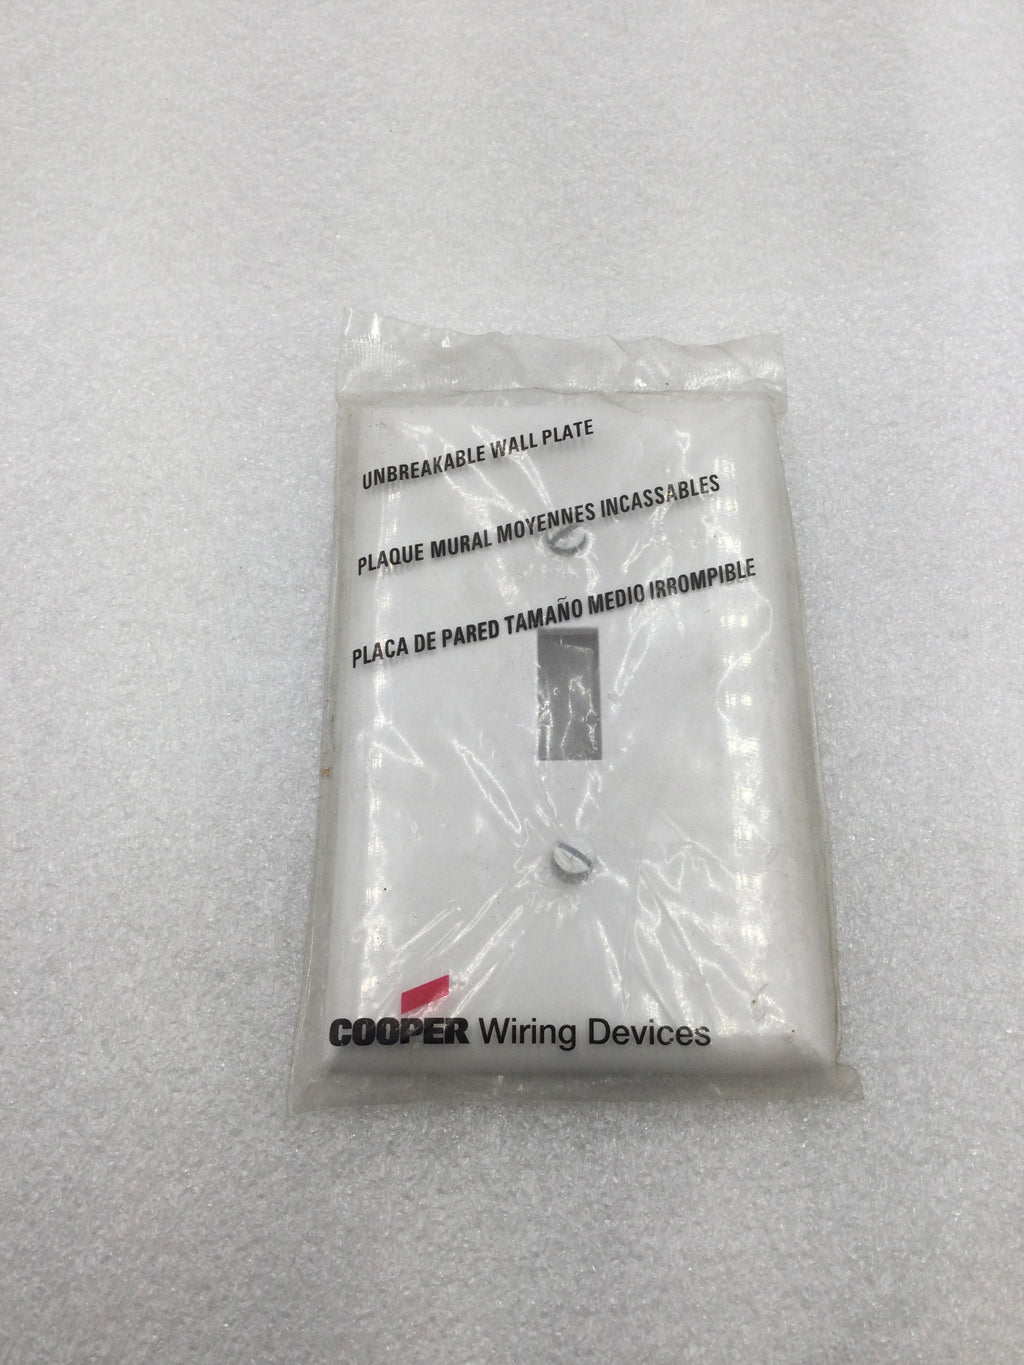 UNBREAKABLE WALL PLATE
PLAQUE MURAL MOYENNES INCASSABLES
PLACA DE PARED TAMAÑO MEDIO IRROMPIBLE
COOPER Wiring Devices